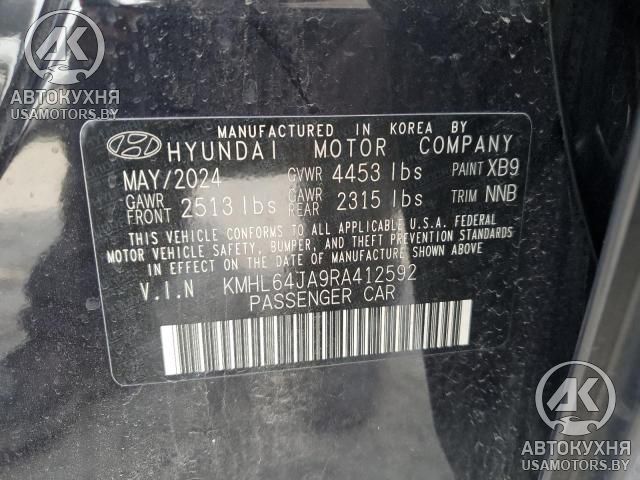 АВТОКУХНЯ
USAMOTORS.BY
MANUFACTURED IN KOREA BY
HYUNDAI MOTOR COMPANY
MAY/2024 GVWR 4453 lbs PAINT XB9
GAWR FRONT 2513 lbs GAWR REAR 2315 lbs TRIM NNB
THIS VEHICLE CONFORMS TO ALL APPLICABLE U.S.A. FEDERAL
MOTOR VEHICLE SAFETY, BUMPER, AND THEFT PREVENTION STANDARDS
IN EFFECT ON THE DATE OF MANUFACTURE SHOWN ABOVE.
V.I.N KMHL64JA9RA412592
PASSENGER CAR
АВТОКУХНЯ
USAMOTORS.BY